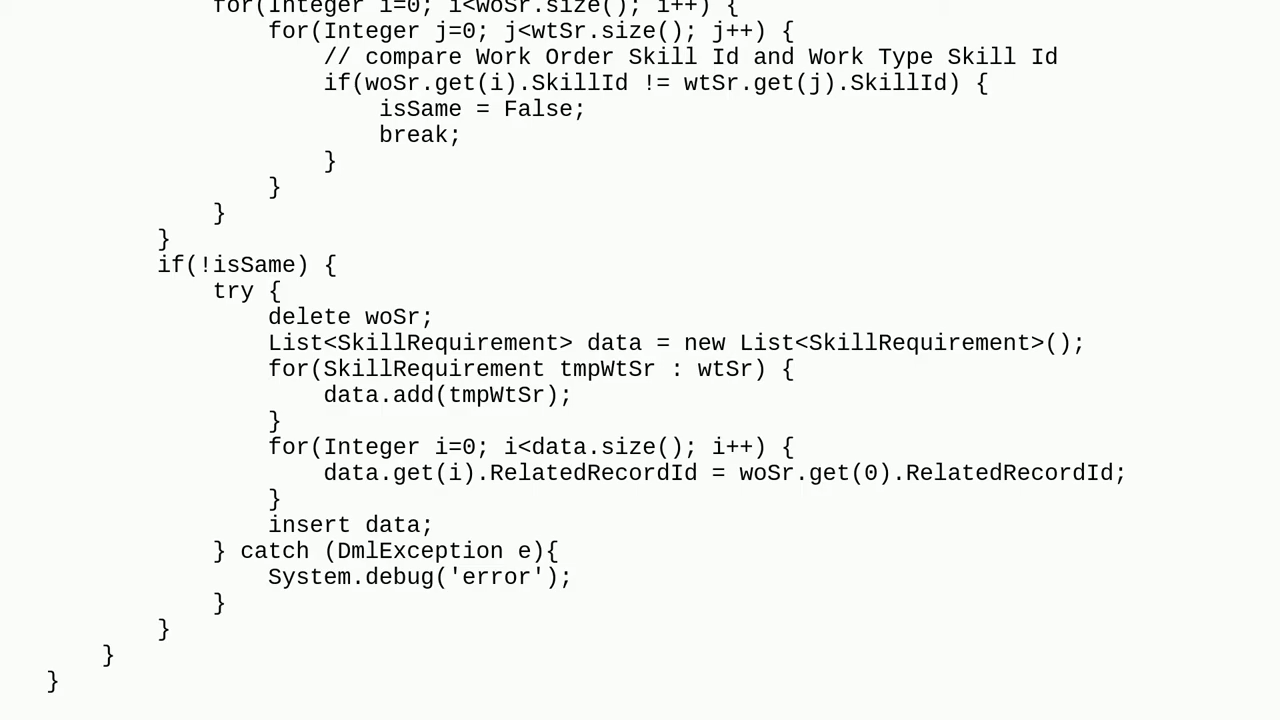 for(Integer i=0; i<woSr.size(); i++) {
for(Integer j=0; j<wtSr.size(); j++) {
// compare Work Order Skill Id and Work Type Skill Id
if(woSr.get(i).SkillId != wtSr.get(j).SkillId) {
isSame = False;
break;
}
}
}
}
if(!isSame) {
try {
delete woSr;
List<SkillRequirement> data = new List<SkillRequirement>();
for(SkillRequirement tmpWtSr : wtSr) {
data.add(tmpWtSr);
}
for(Integer i=0; i<data.size(); i++) {
data.get(i).RelatedRecordId = woSr.get(0).RelatedRecordId;
}
insert data;
} catch (DmlException e){
System.debug('error');
}
}
}
}